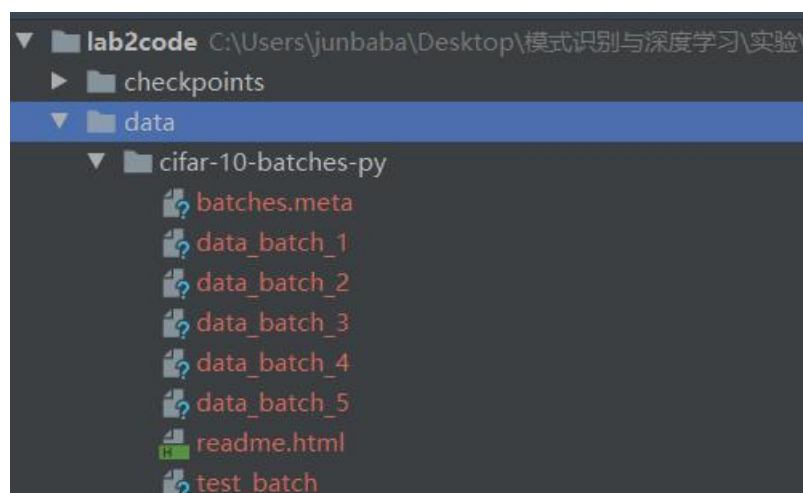 lab2code C:\Users\junbaba\Desktop\模式识别与深度学习\实验\
checkpoints
data
cifar-10-batches-py
batches.meta
data_batch_1
data_batch_2
data_batch_3
data_batch_4
data_batch_5
readme.html
test_batch